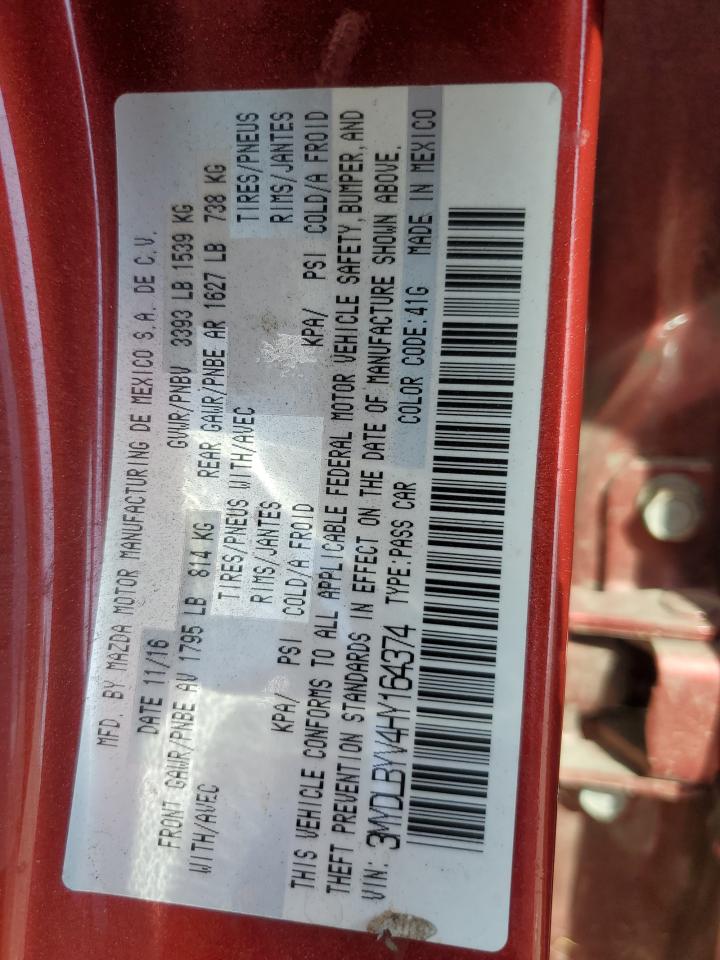 MFD. BY MAZDA MOTOR MANUFACTURING DE MEXICO S.A. DE C.V.
DATE 11/16 GVWR/PNBV 3393 LB 1539 KG
FRONT GAWR/PNBE AV 1795 LB 814 KG REAR GAWR/PNBE AR 1627 LB 738 KG
WITH/AVEC TIRES/PNEUS WITH/AVEC TIRES/PNEUS
RIMS/JANTES RIMS/JANTES
KPA/ PSI COLD/A FROID KPA/ PSI COLD/A FROID
THIS VEHICLE CONFORMS TO ALL APPLICABLE FEDERAL MOTOR VEHICLE SAFETY, BUMPER, AND
THEFT PREVENTION STANDARDS IN EFFECT ON THE DATE OF MANUFACTURE SHOWN ABOVE.
VIN: 3MYDLBYV4HY164374 TYPE:PASS CAR COLOR CODE:41G MADE IN MEXICO